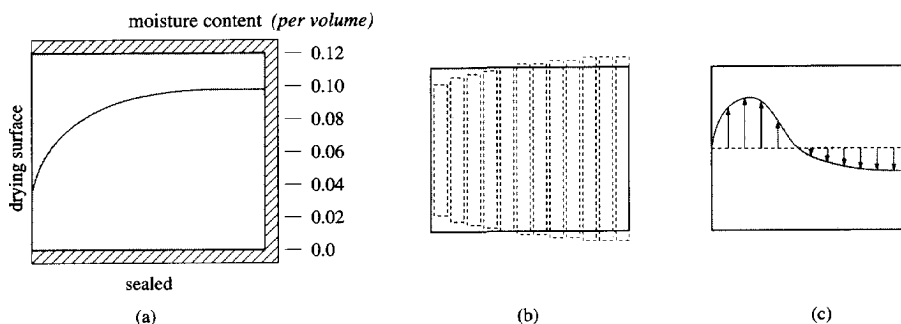 moisture content (per volume)
0.12
0.10
0.08
0.06
0.04
0.02
0.0
drying surface
sealed
(a)
(b)
(c)